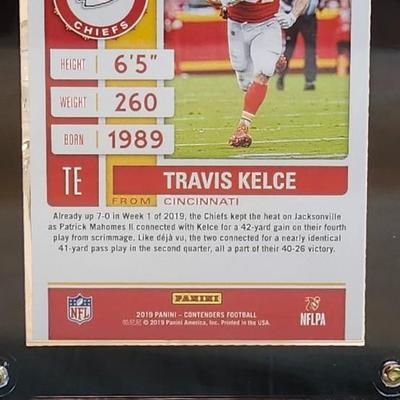 CHIEFS
HEIGHT 6'5"
WEIGHT 260
BORN 1989
TE TRAVIS KELCE
FROM CINCINNATI
Already up 7-0 in Week 1 of 2019, the Chiefs kept the heat on Jacksonville
as Patrick Mahomes II connected with Kelce for a 42-yard gain on their fourth
play from scrimmage. Like déjà vu, the two connected for a nearly identical
41-yard pass play in the second quarter, all a part of their 40-26 victory.
NFL PANINI NFLPA
2019 PANINI – CONTENDERS FOOTBALL
© 2019 Panini America, Inc. Printed in the USA.